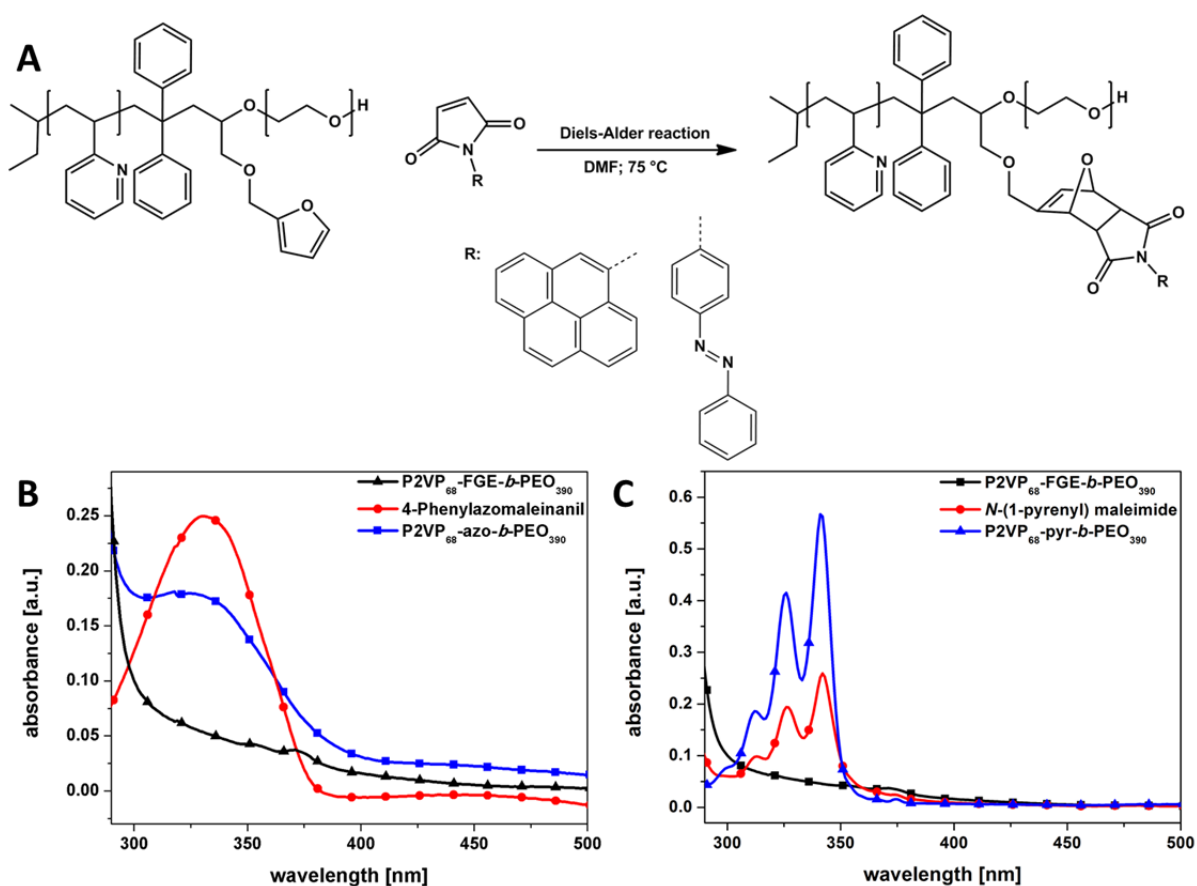 A
N
O
O
H
O
O
O
O
N
R
Diels-Alder reaction
DMF; 75 °C
N
O
O
H
O
O
O
N
O
R
R:
N
N
B
P2VP68-FGE-b-PEO390
4-Phenylazomaleinanil
P2VP68-azo-b-PEO390
absorbance [a.u.]
0.25
0.20
0.15
0.10
0.05
0.00
300 350 400 450 500
wavelength [nm]
C
P2VP68-FGE-b-PEO390
N-(1-pyrenyl) maleimide
P2VP68-pyr-b-PEO390
absorbance [a.u.]
0.6
0.5
0.4
0.3
0.2
0.1
0.0
300 350 400 450 500
wavelength [nm]